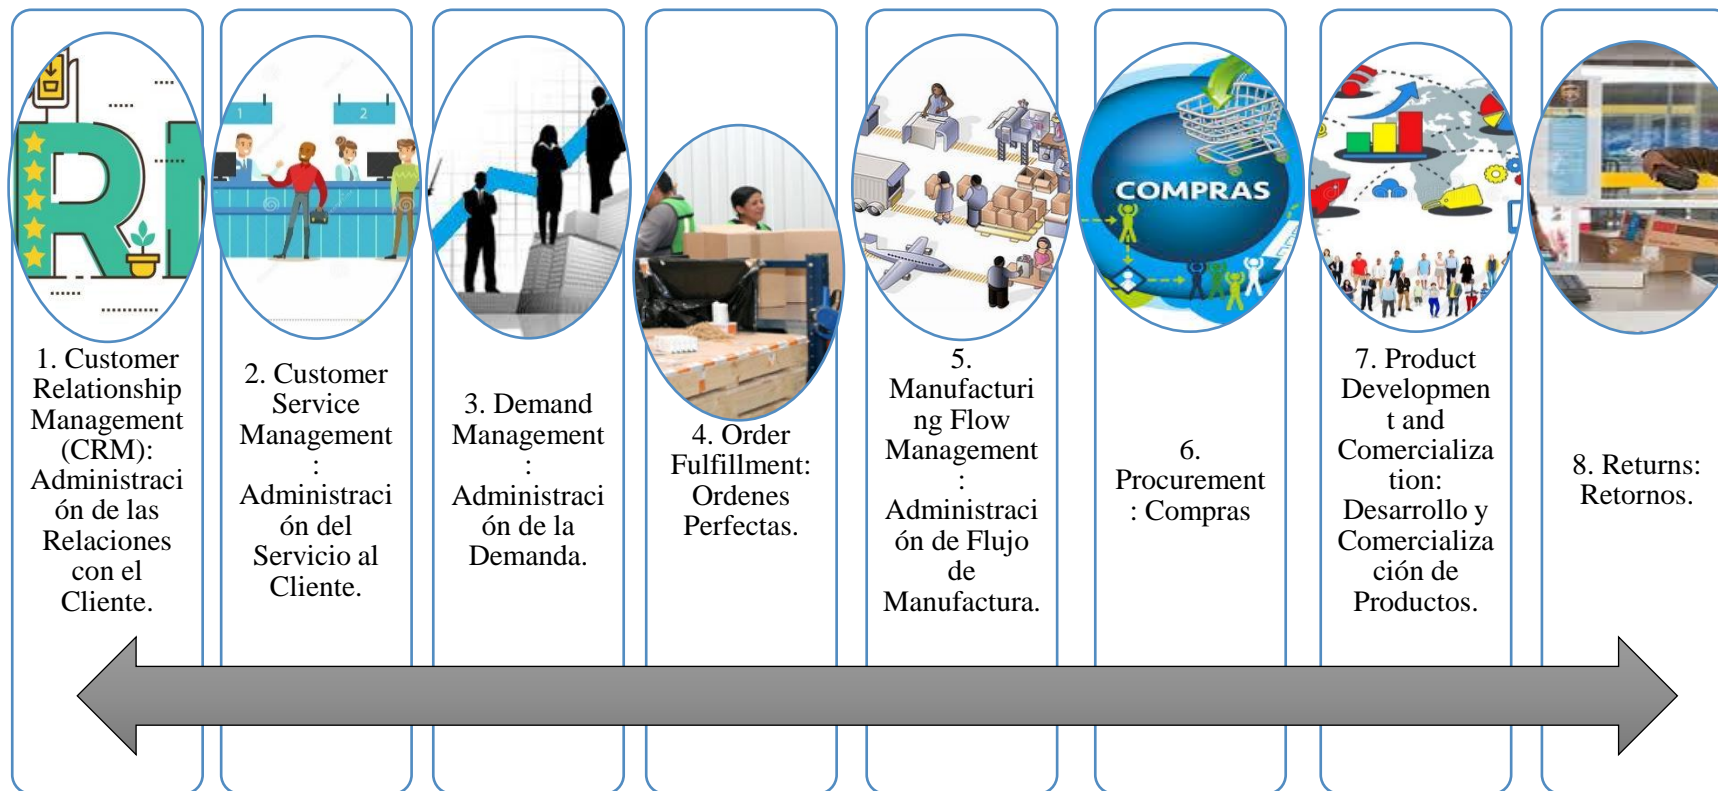 1
2
R
COMPRAS
1. Customer
Relationship
Management
(CRM):
Administraci
ón de las
Relaciones
con el
Cliente.
2. Customer
Service
Management
:
Administraci
ón del
Servicio al
Cliente.
3. Demand
Management
:
Administraci
ón de la
Demanda.
4. Order
Fulfillment:
Ordenes
Perfectas.
5.
Manufacturi
ng Flow
Management
:
Administraci
ón de Flujo
de
Manufactura.
6.
Procurement
: Compras
7. Product
Developmen
t and
Comercializa
tion:
Desarrollo y
Comercializa
ción de
Productos.
8. Returns:
Retornos.